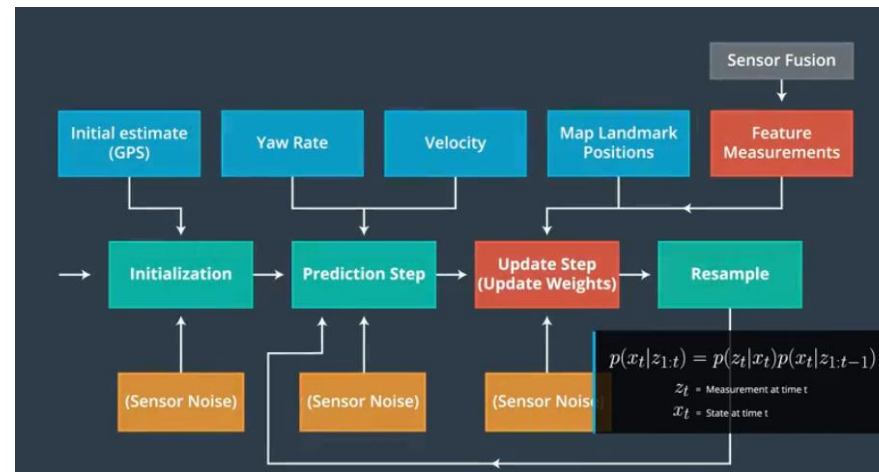 Sensor Fusion
Initial estimate
(GPS)
Yaw Rate
Velocity
Map Landmark
Positions
Feature
Measurements
Initialization
Prediction Step
Update Step
(Update Weights)
Resample
(Sensor Noise)
(Sensor Noise)
(Sensor Nois
p(x_t|z_{1:t}) = p(z_t|x_t)p(x_t|z_{1:t-1})
z_t = Measurement at time t
x_t = State at time t